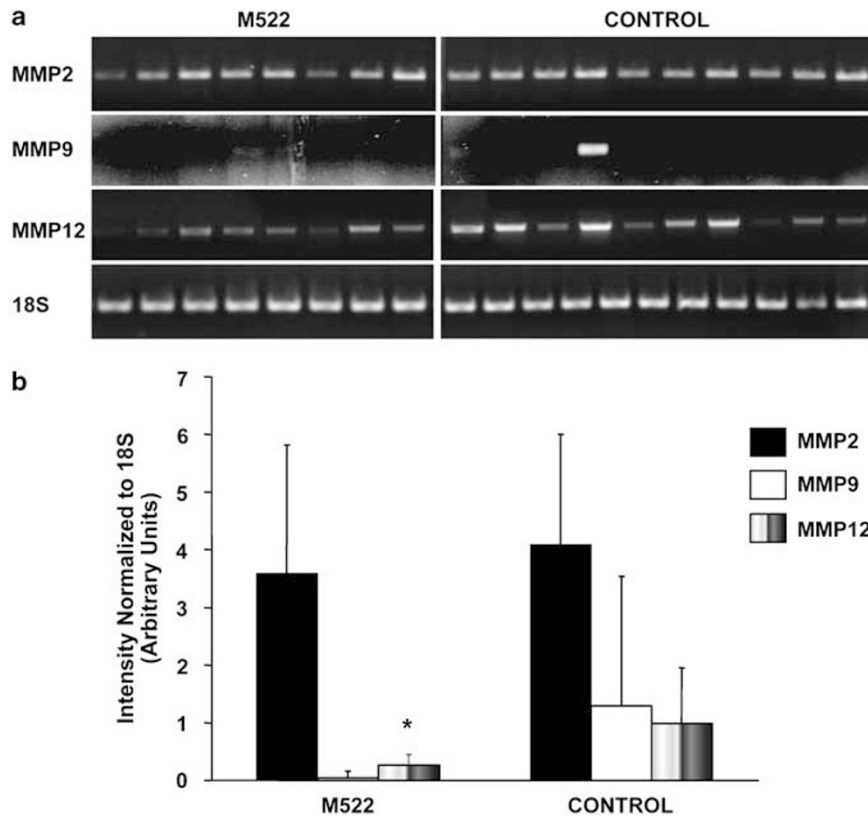 a
M522 CONTROL
MMP2
MMP9
MMP12
18S
b
Intensity Normalized to 18S
(Arbitrary Units)
7
6
5
4
3
2
1
0
*
M522 CONTROL
MMP2
MMP9
MMP12